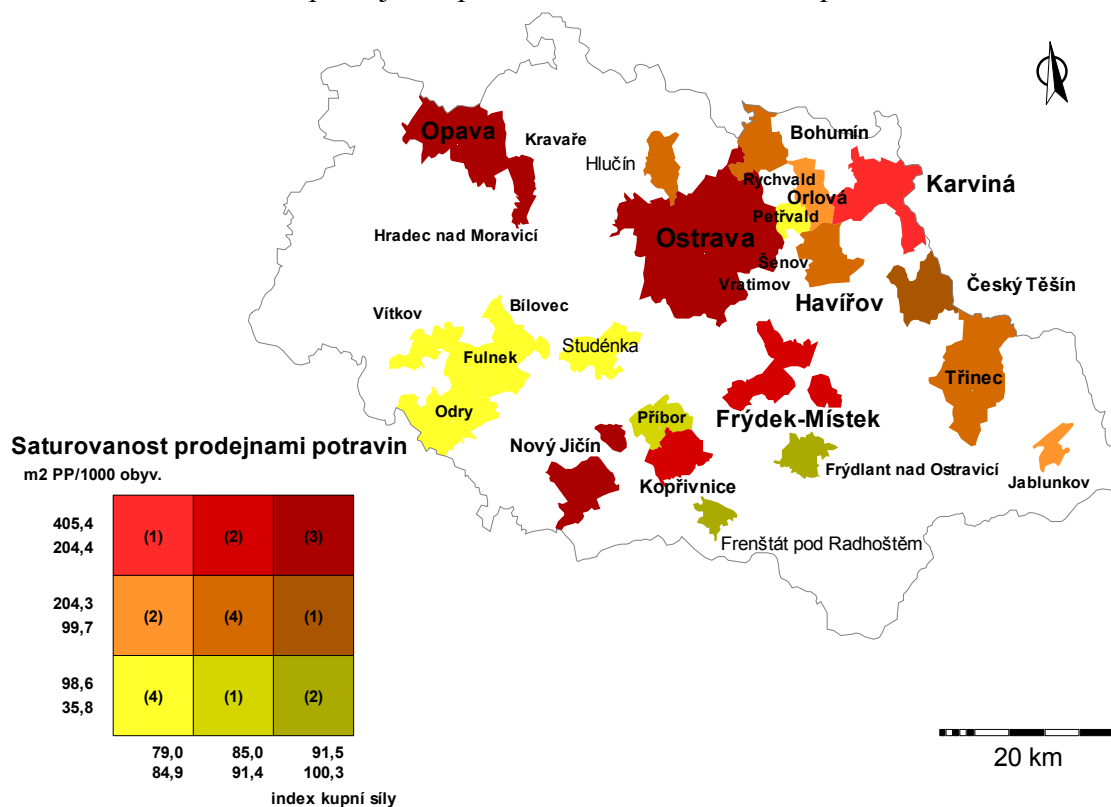 Opava
Kravaře
Hlučín
Bohumín
Rychvald
Orlová
Karviná
Petřvald
Ostrava
Hradec nad Moravicí
Šenov
Vratimov
Havířov
Český Těšín
Bílovec
Vítkov
Studénka
Fulnek
Třinec
Odry
Příbor
Frýdek-Místek
Saturovanost prodejnami potravin
Nový Jičín
m2 PP/1000 obyv.
Frýdlant nad Ostravicí
Kopřivnice
Jablunkov
Frenštát pod Radhoštěm
405,4
204,4
(1) (2) (3)
204,3
99,7
(2) (4) (1)
98,6
35,8
(4) (1) (2)
79,0 85,0 91,5
84,9 91,4 100,3
index kupní síly
20 km